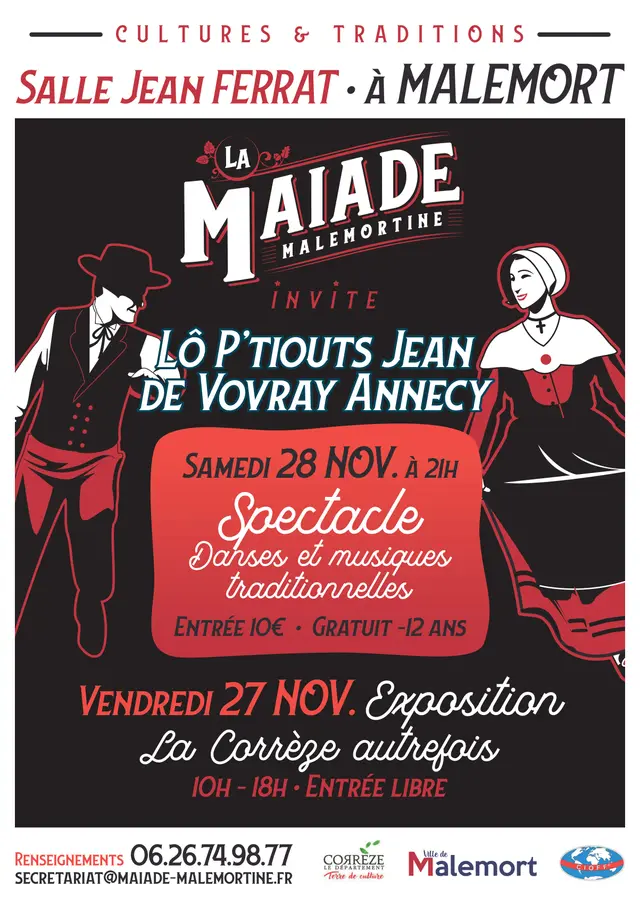 CULTURES & TRADITIONS
SALLE JEAN FERRAT • à MALEMORT
LA
MAIADE
MALEMORTINE
INVITE
LÔ P'TIOUTS JEAN
DE VOVRAY ANNECY
SAMEDI 28 NOV. à 21H
Spectacle
Danses et musiques
traditionnelles
ENTRÉE 10€ • GRATUIT -12 ANS
VENDREDI 27 NOV. Exposition
La Corrèze autrefois
10H - 18H • ENTRÉE LIBRE
RENSEIGNEMENTS 06.26.74.98.77
SECRETARIAT@MAIADE-MALEMORTINE.FR
CORRÈZE
LE DÉPARTEMENT
Terre de culture
Ville de
Malemort
CIOFF